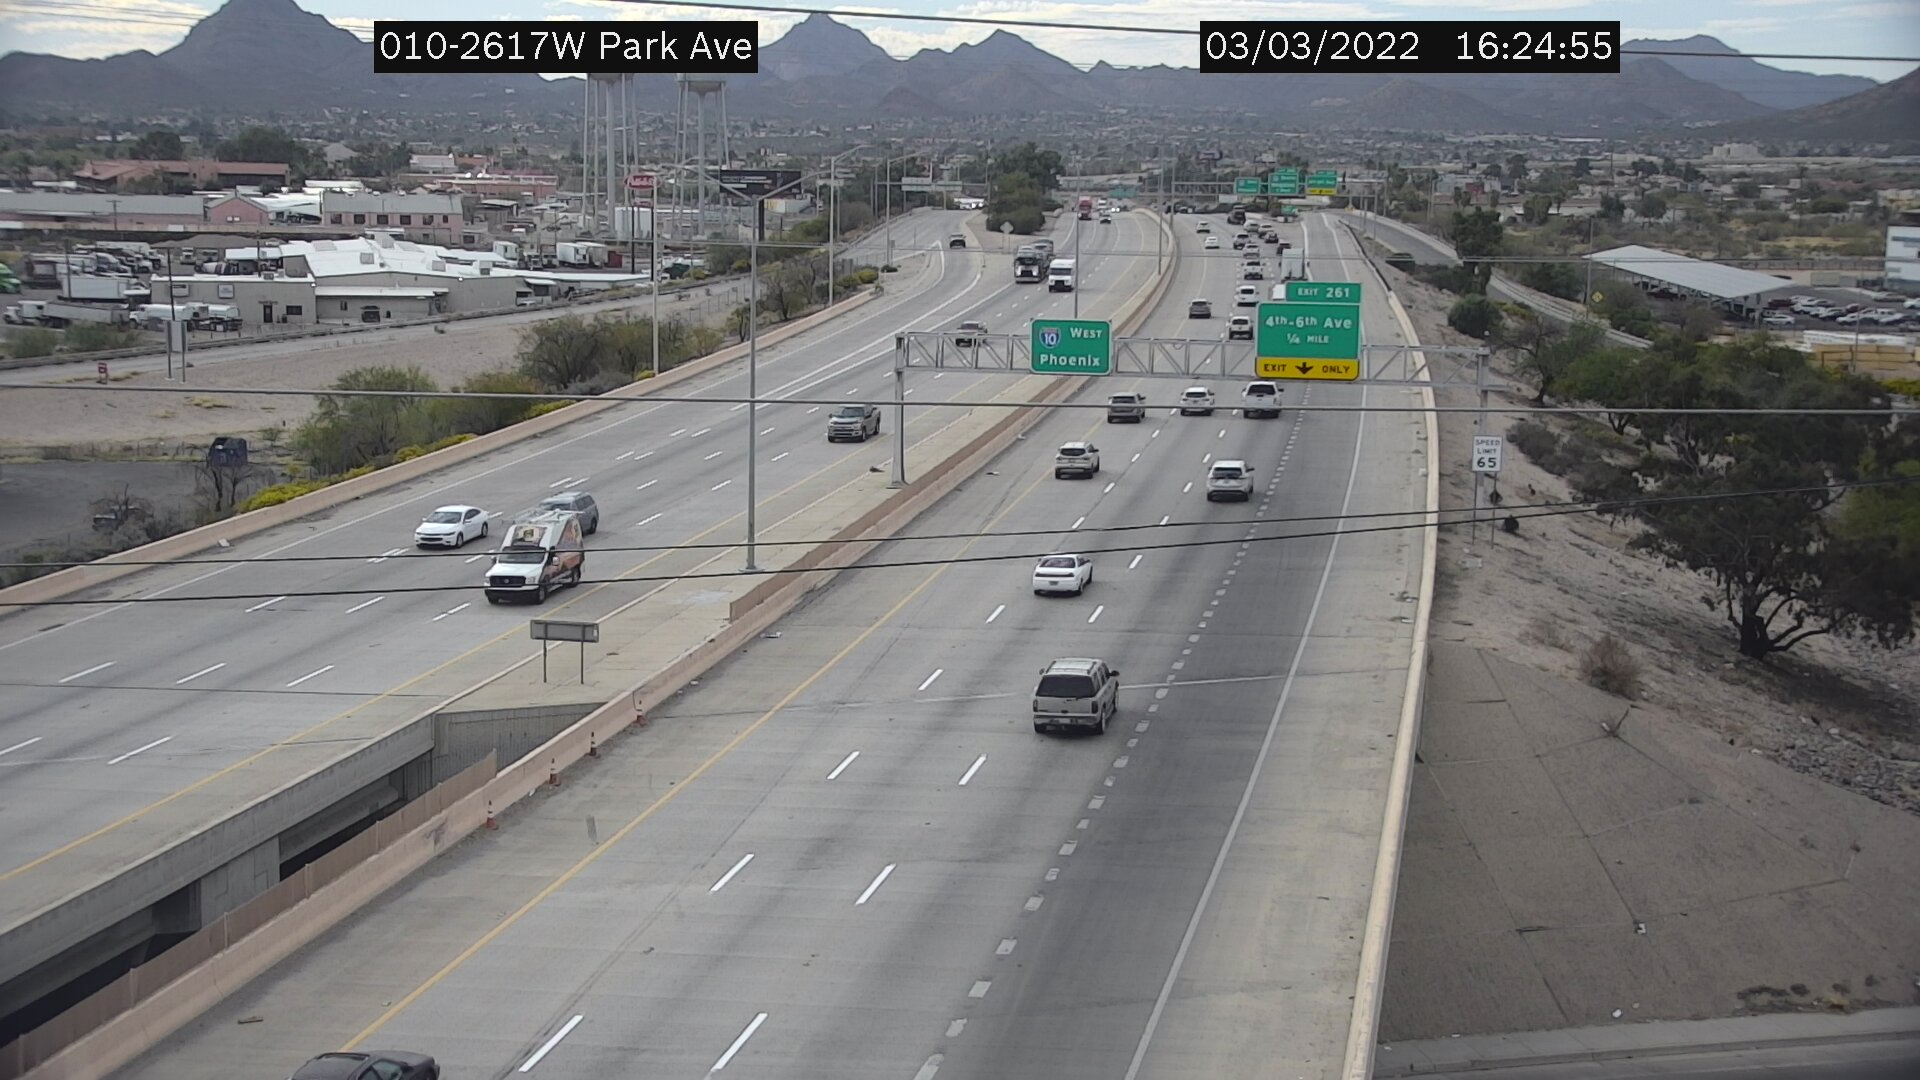 010-2617W Park Ave
03/03/2022 16:24:55
EXIT 261
10 WEST
Phoenix
4th-6th Ave
1/4 MILE
EXIT ONLY
SPEED
LIMIT
65